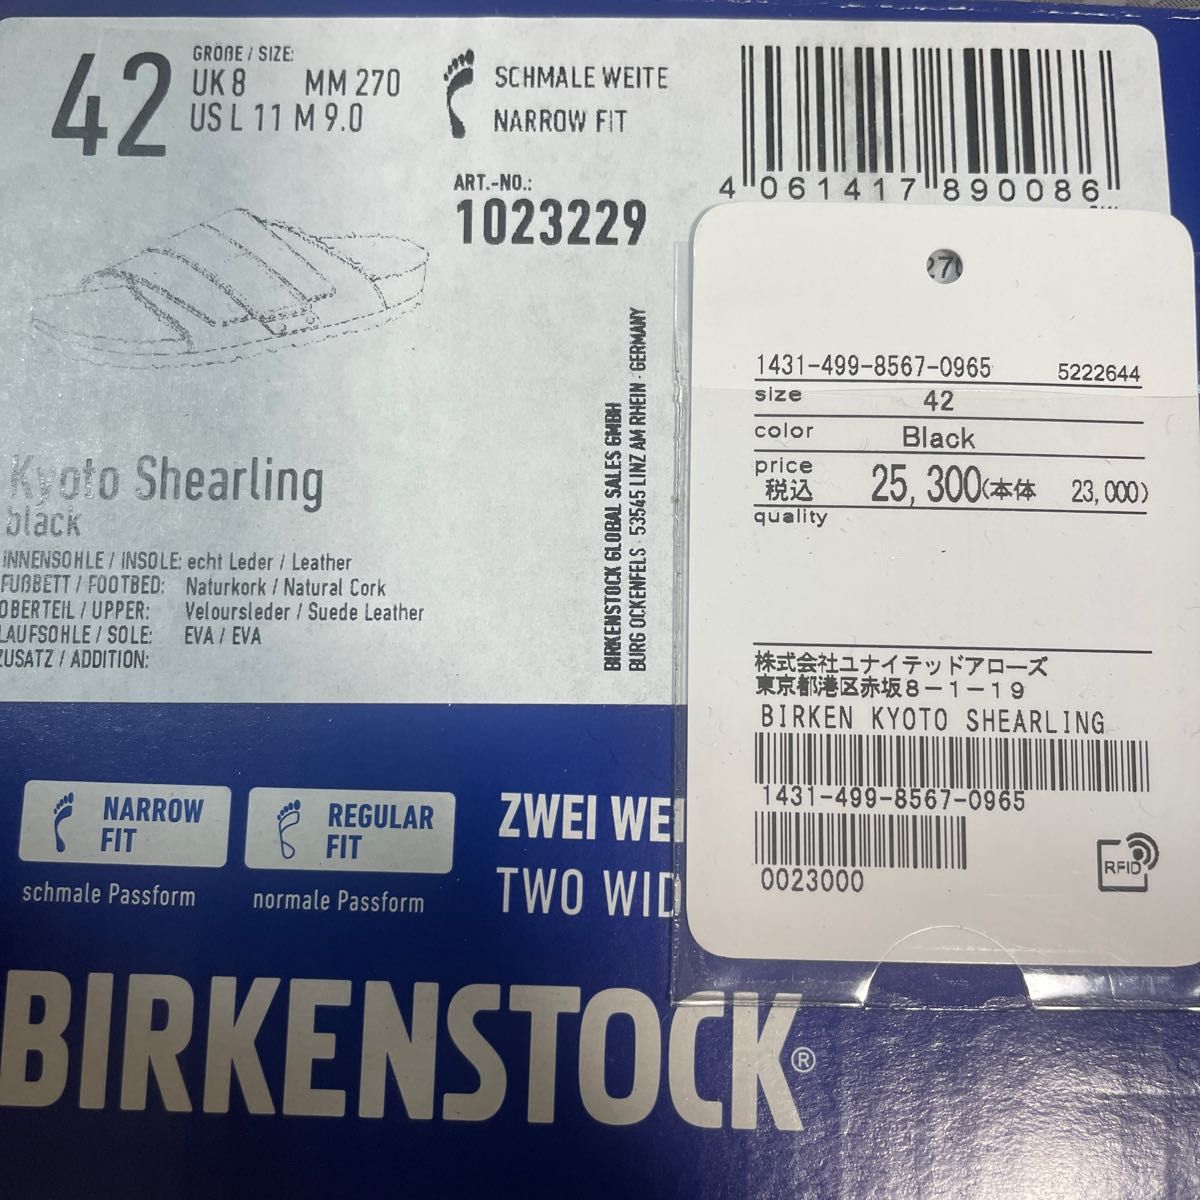 42
GRÖßE / SIZE:
UK 8 MM 270
US L 11 M 9.0
SCHMALE WEITE
NARROW FIT
ART.-NO.:
1023229
4 061417 890086
Kyoto Shearling
black
INNENSOHLE / INSOLE: echt Leder / Leather
FUßBETT / FOOTBED: Naturkork / Natural Cork
OBERTEIL / UPPER: Veloursleder / Suede Leather
LAUFSOHLE / SOLE: EVA / EVA
ZUSATZ / ADDITION:
BIRKENSTOCK GLOBAL SALES GMBH
BURG OCKENFELS · 53545 LINZ AM RHEIN · GERMANY
270
1431-499-8567-0965 5222644
size 42
color Black
price
税込 25,300(本体 23,000)
quality
株式会社ユナイテッドアローズ
東京都港区赤坂8-1-19
BIRKEN KYOTO SHEARLING
1431-499-8567-0965
0023000
RFID
NARROW
FIT
schmale Passform
REGULAR
FIT
normale Passform
ZWEI WE
TWO WID
BIRKENSTOCK®